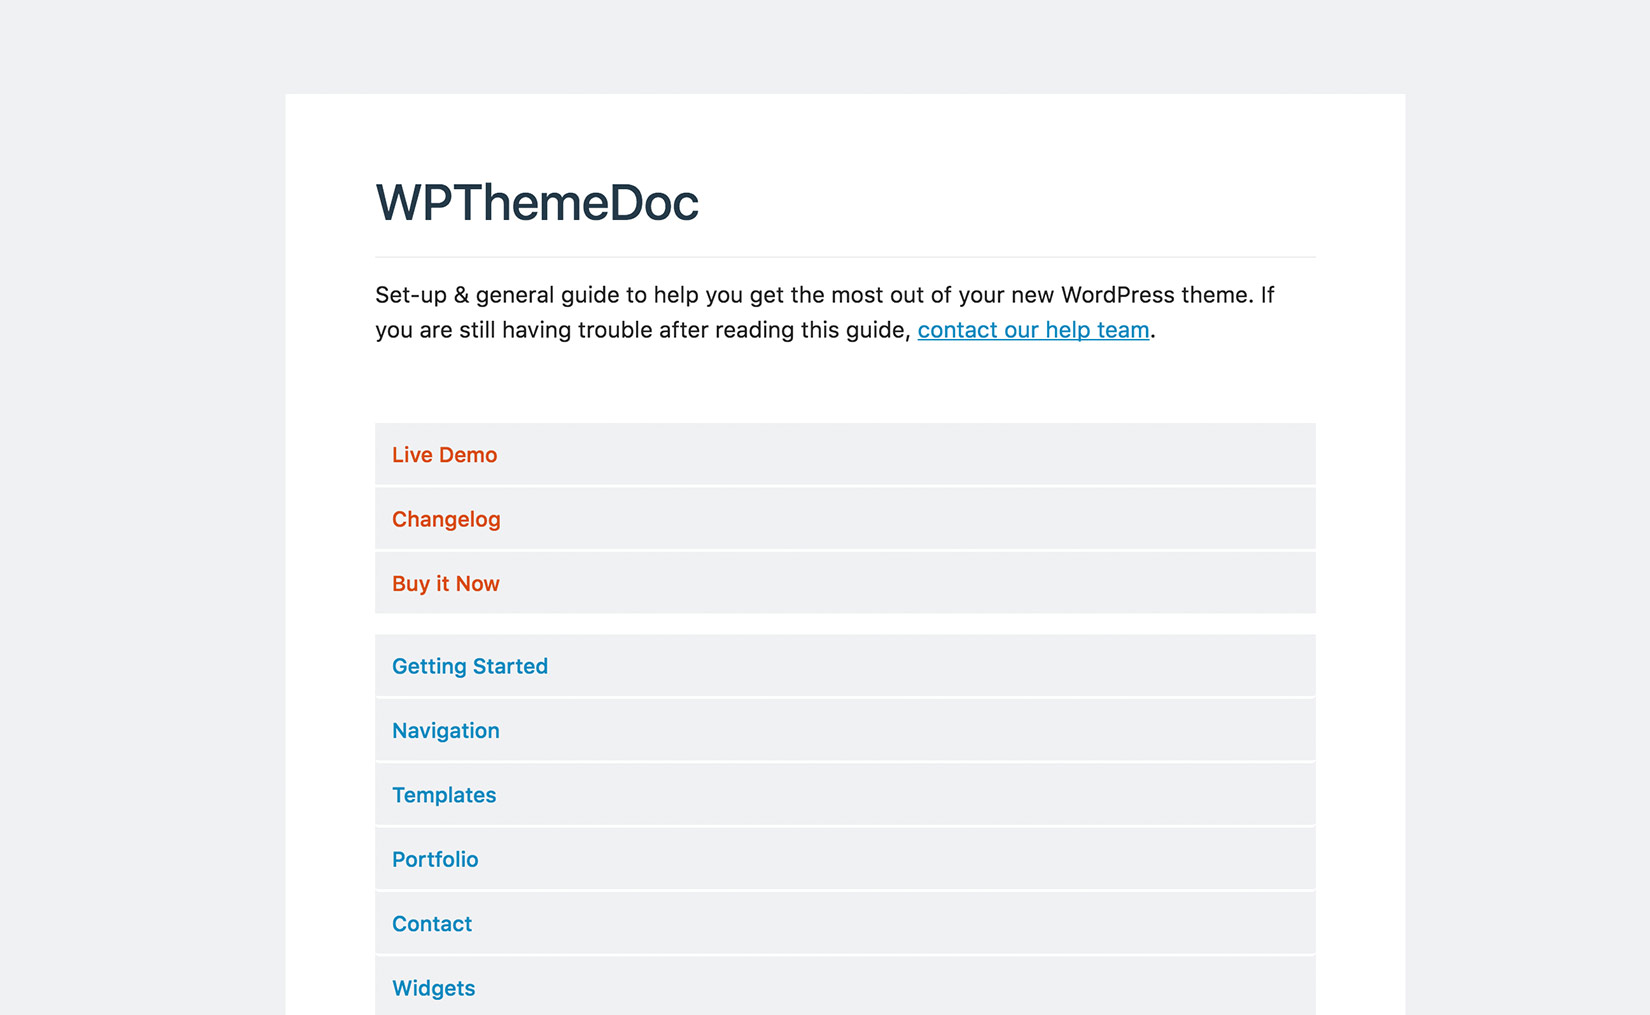 WPThemeDoc
Set-up & general guide to help you get the most out of your new WordPress theme. If
you are still having trouble after reading this guide, contact our help team.
Live Demo
Changelog
Buy it Now
Getting Started
Navigation
Templates
Portfolio
Contact
Widgets